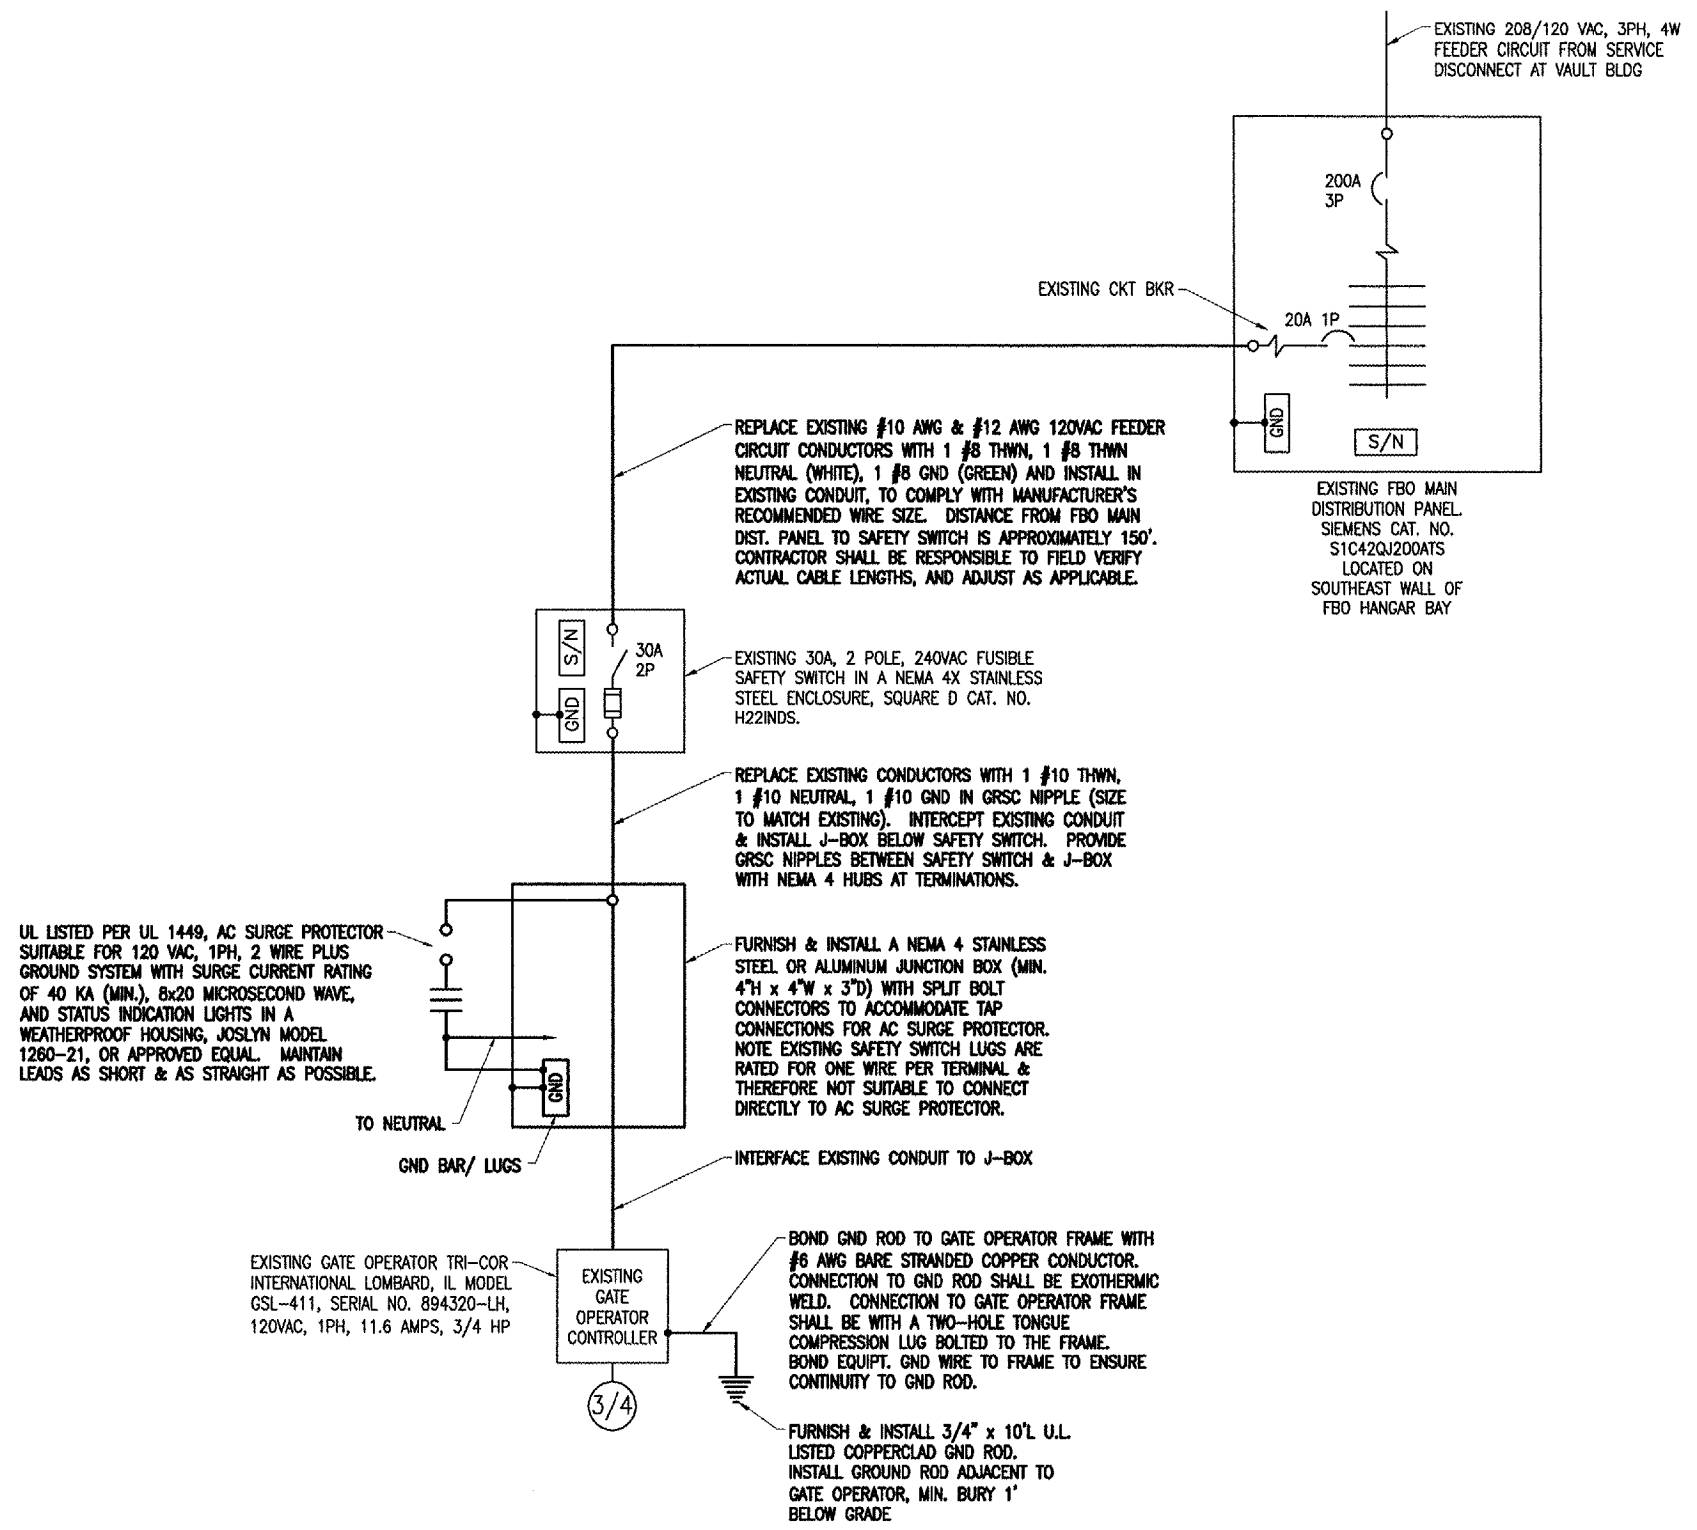 EXISTING 208/120 VAC, 3PH, 4W
FEEDER CIRCUIT FROM SERVICE
DISCONNECT AT VAULT BLDG
200A
3P
EXISTING CKT BKR
20A 1P
GND
S/N
EXISTING FBO MAIN
DISTRIBUTION PANEL.
SIEMENS CAT. NO.
S1C42QJ200ATS
LOCATED ON
SOUTHEAST WALL OF
FBO HANGAR BAY
REPLACE EXISTING #10 AWG & #12 AWG 120VAC FEEDER
CIRCUIT CONDUCTORS WITH 1 #8 THWN, 1 #8 THWN
NEUTRAL (WHITE), 1 #8 GND (GREEN) AND INSTALL IN
EXISTING CONDUIT, TO COMPLY WITH MANUFACTURER'S
RECOMMENDED WIRE SIZE. DISTANCE FROM FBO MAIN
DIST. PANEL TO SAFETY SWITCH IS APPROXIMATELY 150'.
CONTRACTOR SHALL BE RESPONSIBLE TO FIELD VERIFY
ACTUAL CABLE LENGTHS, AND ADJUST AS APPLICABLE.
S/N
GND
30A
2P
EXISTING 30A, 2 POLE, 240VAC FUSIBLE
SAFETY SWITCH IN A NEMA 4X STAINLESS
STEEL ENCLOSURE, SQUARE D CAT. NO.
H221NDS.
REPLACE EXISTING CONDUCTORS WITH 1 #10 THWN,
1 #10 NEUTRAL, 1 #10 GND IN GRSC NIPPLE (SIZE
TO MATCH EXISTING). INTERCEPT EXISTING CONDUIT
& INSTALL J-BOX BELOW SAFETY SWITCH. PROVIDE
GRSC NIPPLES BETWEEN SAFETY SWITCH & J-BOX
WITH NEMA 4 HUBS AT TERMINATIONS.
UL LISTED PER UL 1449, AC SURGE PROTECTOR
SUITABLE FOR 120 VAC, 1PH, 2 WIRE PLUS
GROUND SYSTEM WITH SURGE CURRENT RATING
OF 40 KA (MIN.), 8x20 MICROSECOND WAVE,
AND STATUS INDICATION LIGHTS IN A
WEATHERPROOF HOUSING, JOSLYN MODEL
1260-21, OR APPROVED EQUAL. MAINTAIN
LEADS AS SHORT & AS STRAIGHT AS POSSIBLE.
TO NEUTRAL
GND
GND BAR/ LUGS
FURNISH & INSTALL A NEMA 4 STAINLESS
STEEL OR ALUMINUM JUNCTION BOX (MIN.
4"H x 4"W x 3"D) WITH SPLIT BOLT
CONNECTORS TO ACCOMMODATE TAP
CONNECTIONS FOR AC SURGE PROTECTOR.
NOTE EXISTING SAFETY SWITCH LUGS ARE
RATED FOR ONE WIRE PER TERMINAL &
THEREFORE NOT SUITABLE TO CONNECT
DIRECTLY TO AC SURGE PROTECTOR.
INTERFACE EXISTING CONDUIT TO J-BOX
EXISTING GATE OPERATOR TRI-COR
INTERNATIONAL LOMBARD, IL MODEL
GSL-411, SERIAL NO. 894320-LH,
120VAC, 1PH, 11.6 AMPS, 3/4 HP
EXISTING
GATE
OPERATOR
CONTROLLER
3/4
BOND GND ROD TO GATE OPERATOR FRAME WITH
#6 AWG BARE STRANDED COPPER CONDUCTOR.
CONNECTION TO GND ROD SHALL BE EXOTHERMIC
WELD. CONNECTION TO GATE OPERATOR FRAME
SHALL BE WITH A TWO-HOLE TONGUE
COMPRESSION LUG BOLTED TO THE FRAME.
BOND EQUIPT. GND WIRE TO FRAME TO ENSURE
CONTINUITY TO GND ROD.
FURNISH & INSTALL 3/4" x 10'L U.L.
LISTED COPPERCLAD GND ROD.
INSTALL GROUND ROD ADJACENT TO
GATE OPERATOR, MIN. BURY 1'
BELOW GRADE